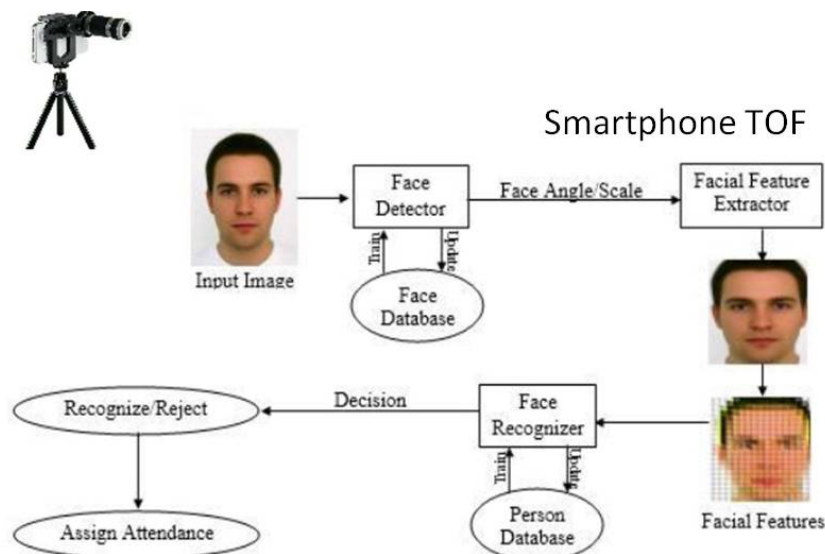 Smartphone TOF
Face
Detector
Face Angle/Scale
Facial Feature
Extractor
Train
Update
Input Image
Face
Database
Recognize/Reject
Decision
Face
Recognizer
Train
Update
Assign Attendance
Person
Database
Facial Features